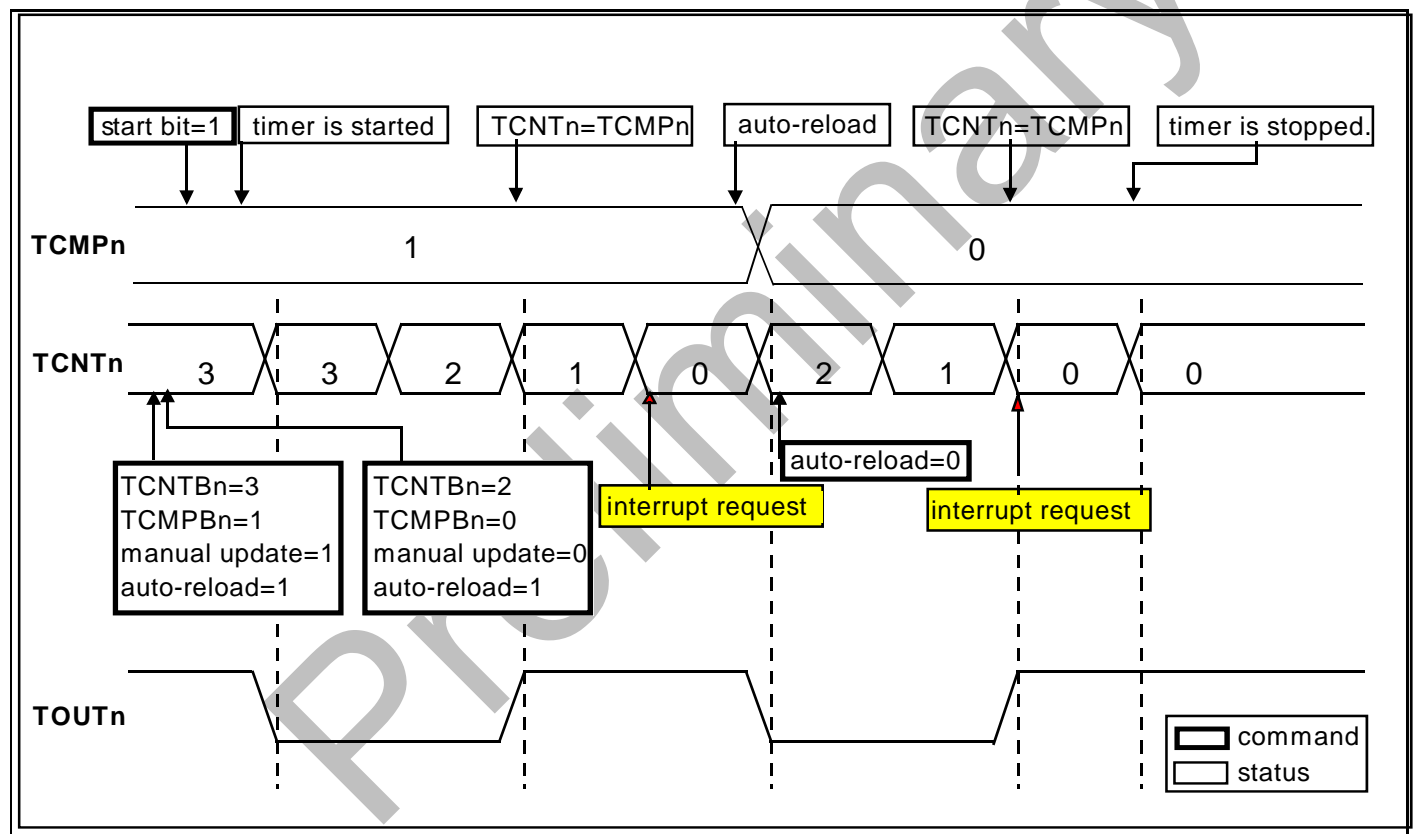 Preliminary
start bit=1 timer is started TCNTn=TCMPn auto-reload TCNTn=TCMPn timer is stopped.
TCMPn 1 0
TCNTn 3 3 2 1 0 2 1 0 0
auto-reload=0
TCNTBn=3
TCMPBn=1
manual update=1
auto-reload=1
TCNTBn=2
TCMPBn=0
manual update=0
auto-reload=1
interrupt request
interrupt request
TOUTn
command
status